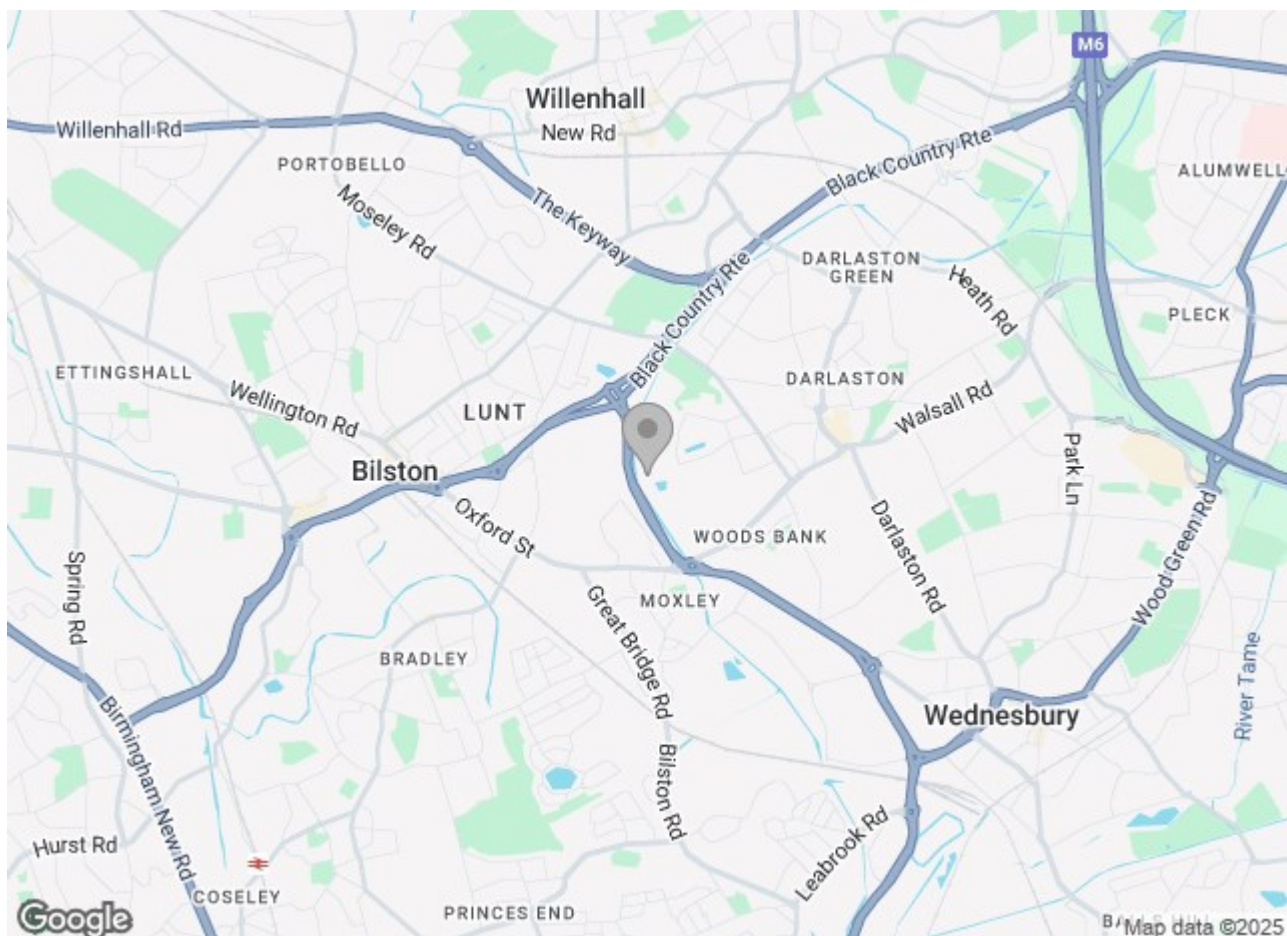 M6
Willenhall
New Rd
Willenhall Rd
Black Country Rte
PORTOBELLO
ALUMWELL
The Keyway
Moseley Rd
DARLASTON
GREEN
Heath Rd
PLECK
Black Country Rte
ETTINGSHALL
DARLASTON
Wellington Rd
LUNT
Walsall Rd
Park Ln
Bilston
Oxford St
WOODS BANK
Darlaston Rd
Wood Green Rd
Spring Rd
MOXLEY
Great Bridge Rd
BRADLEY
River Tame
Wednesbury
Birmingham New Rd
Bilston Rd
Hurst Rd
Leabrook Rd
COSELEY
PRINCES END
Google
Map data ©2025